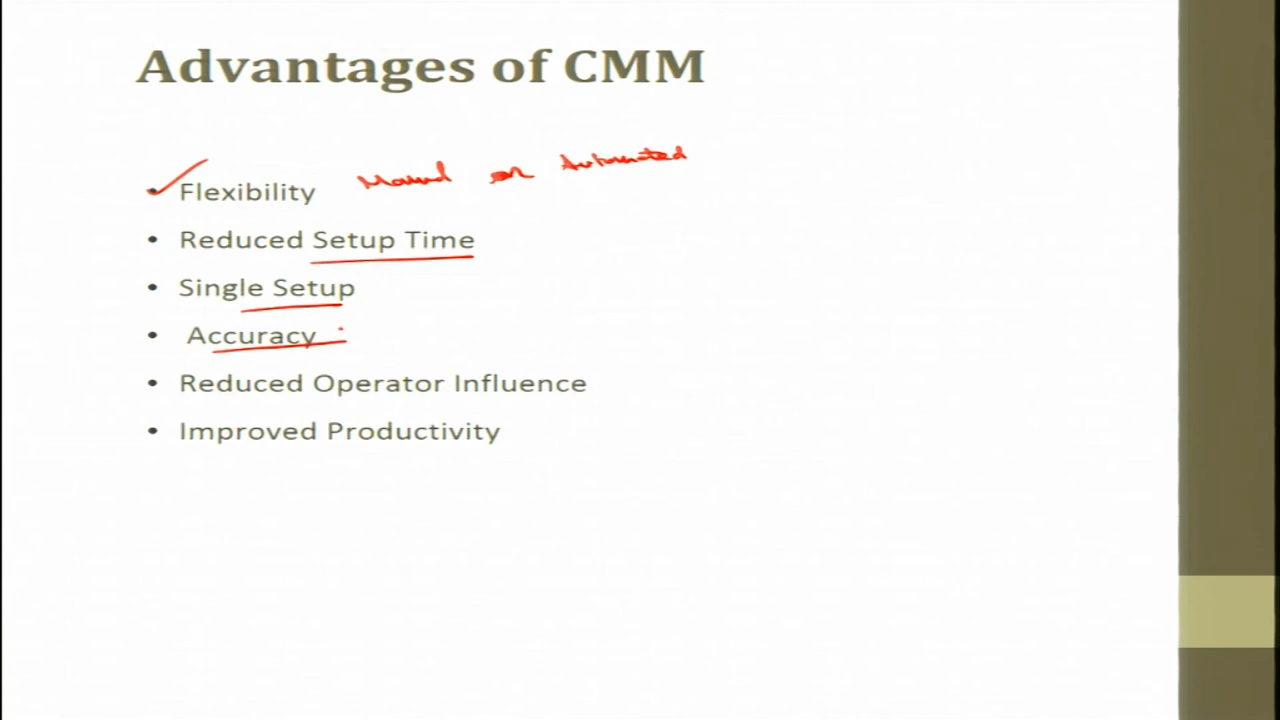 Advantages of CMM
• Flexibility Manual or Automated
• Reduced Setup Time
• Single Setup
• Accuracy
• Reduced Operator Influence
• Improved Productivity